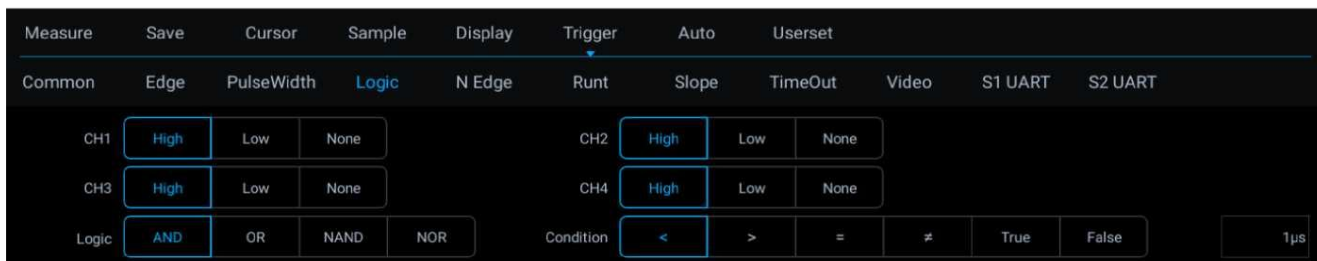 Measure Save Cursor Sample Display Trigger Auto Userset
Common Edge PulseWidth Logic N Edge Runt Slope TimeOut Video S1 UART S2 UART
CH1 High Low None CH2 High Low None
CH3 High Low None CH4 High Low None
Logic AND OR NAND NOR Condition < > = ≠ True False 1µs